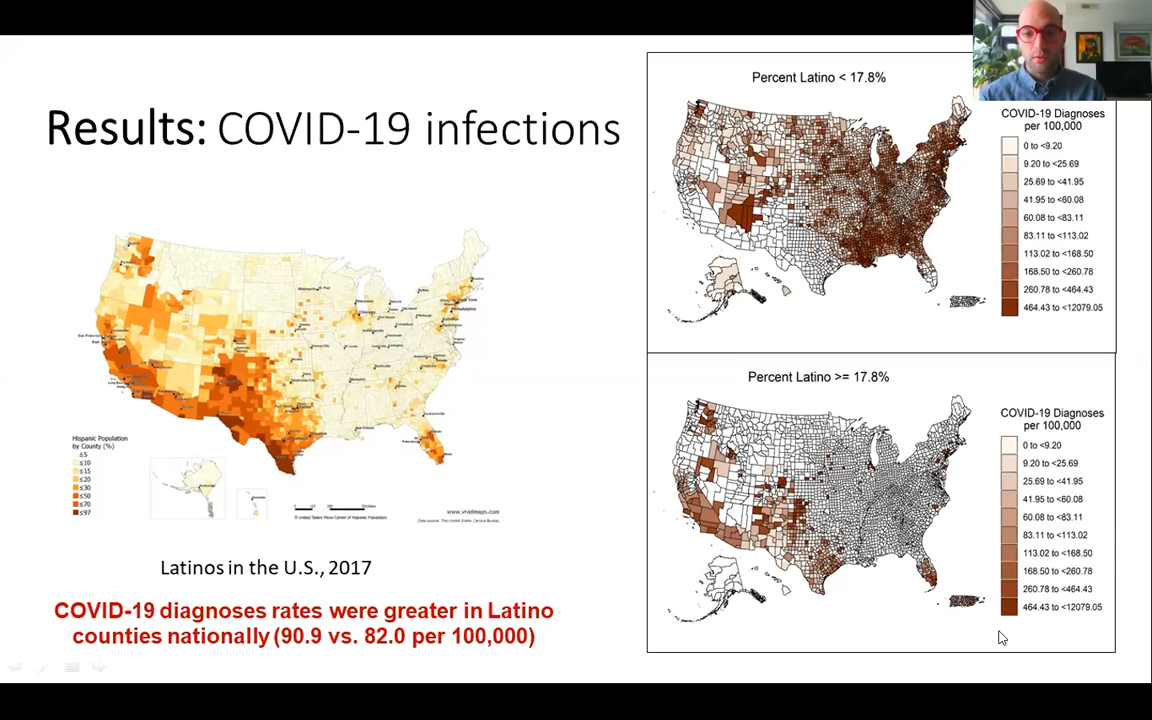 Results: COVID-19 infections
Hispanic Population
by County (%)
≤5
≤10
≤15
≤20
≤30
≤50
≤70
≤97
www.vividmaps.com
Latinos in the U.S., 2017
COVID-19 diagnoses rates were greater in Latino
counties nationally (90.9 vs. 82.0 per 100,000)
Percent Latino < 17.8%
COVID-19 Diagnoses
per 100,000
0 to <9.20
9.20 to <25.69
25.69 to <41.95
41.95 to <60.08
60.08 to <83.11
83.11 to <113.02
113.02 to <168.50
168.50 to <260.78
260.78 to <464.43
464.43 to <12079.05
Percent Latino >= 17.8%
COVID-19 Diagnoses
per 100,000
0 to <9.20
9.20 to <25.69
25.69 to <41.95
41.95 to <60.08
60.08 to <83.11
83.11 to <113.02
113.02 to <168.50
168.50 to <260.78
260.78 to <464.43
464.43 to <12079.05